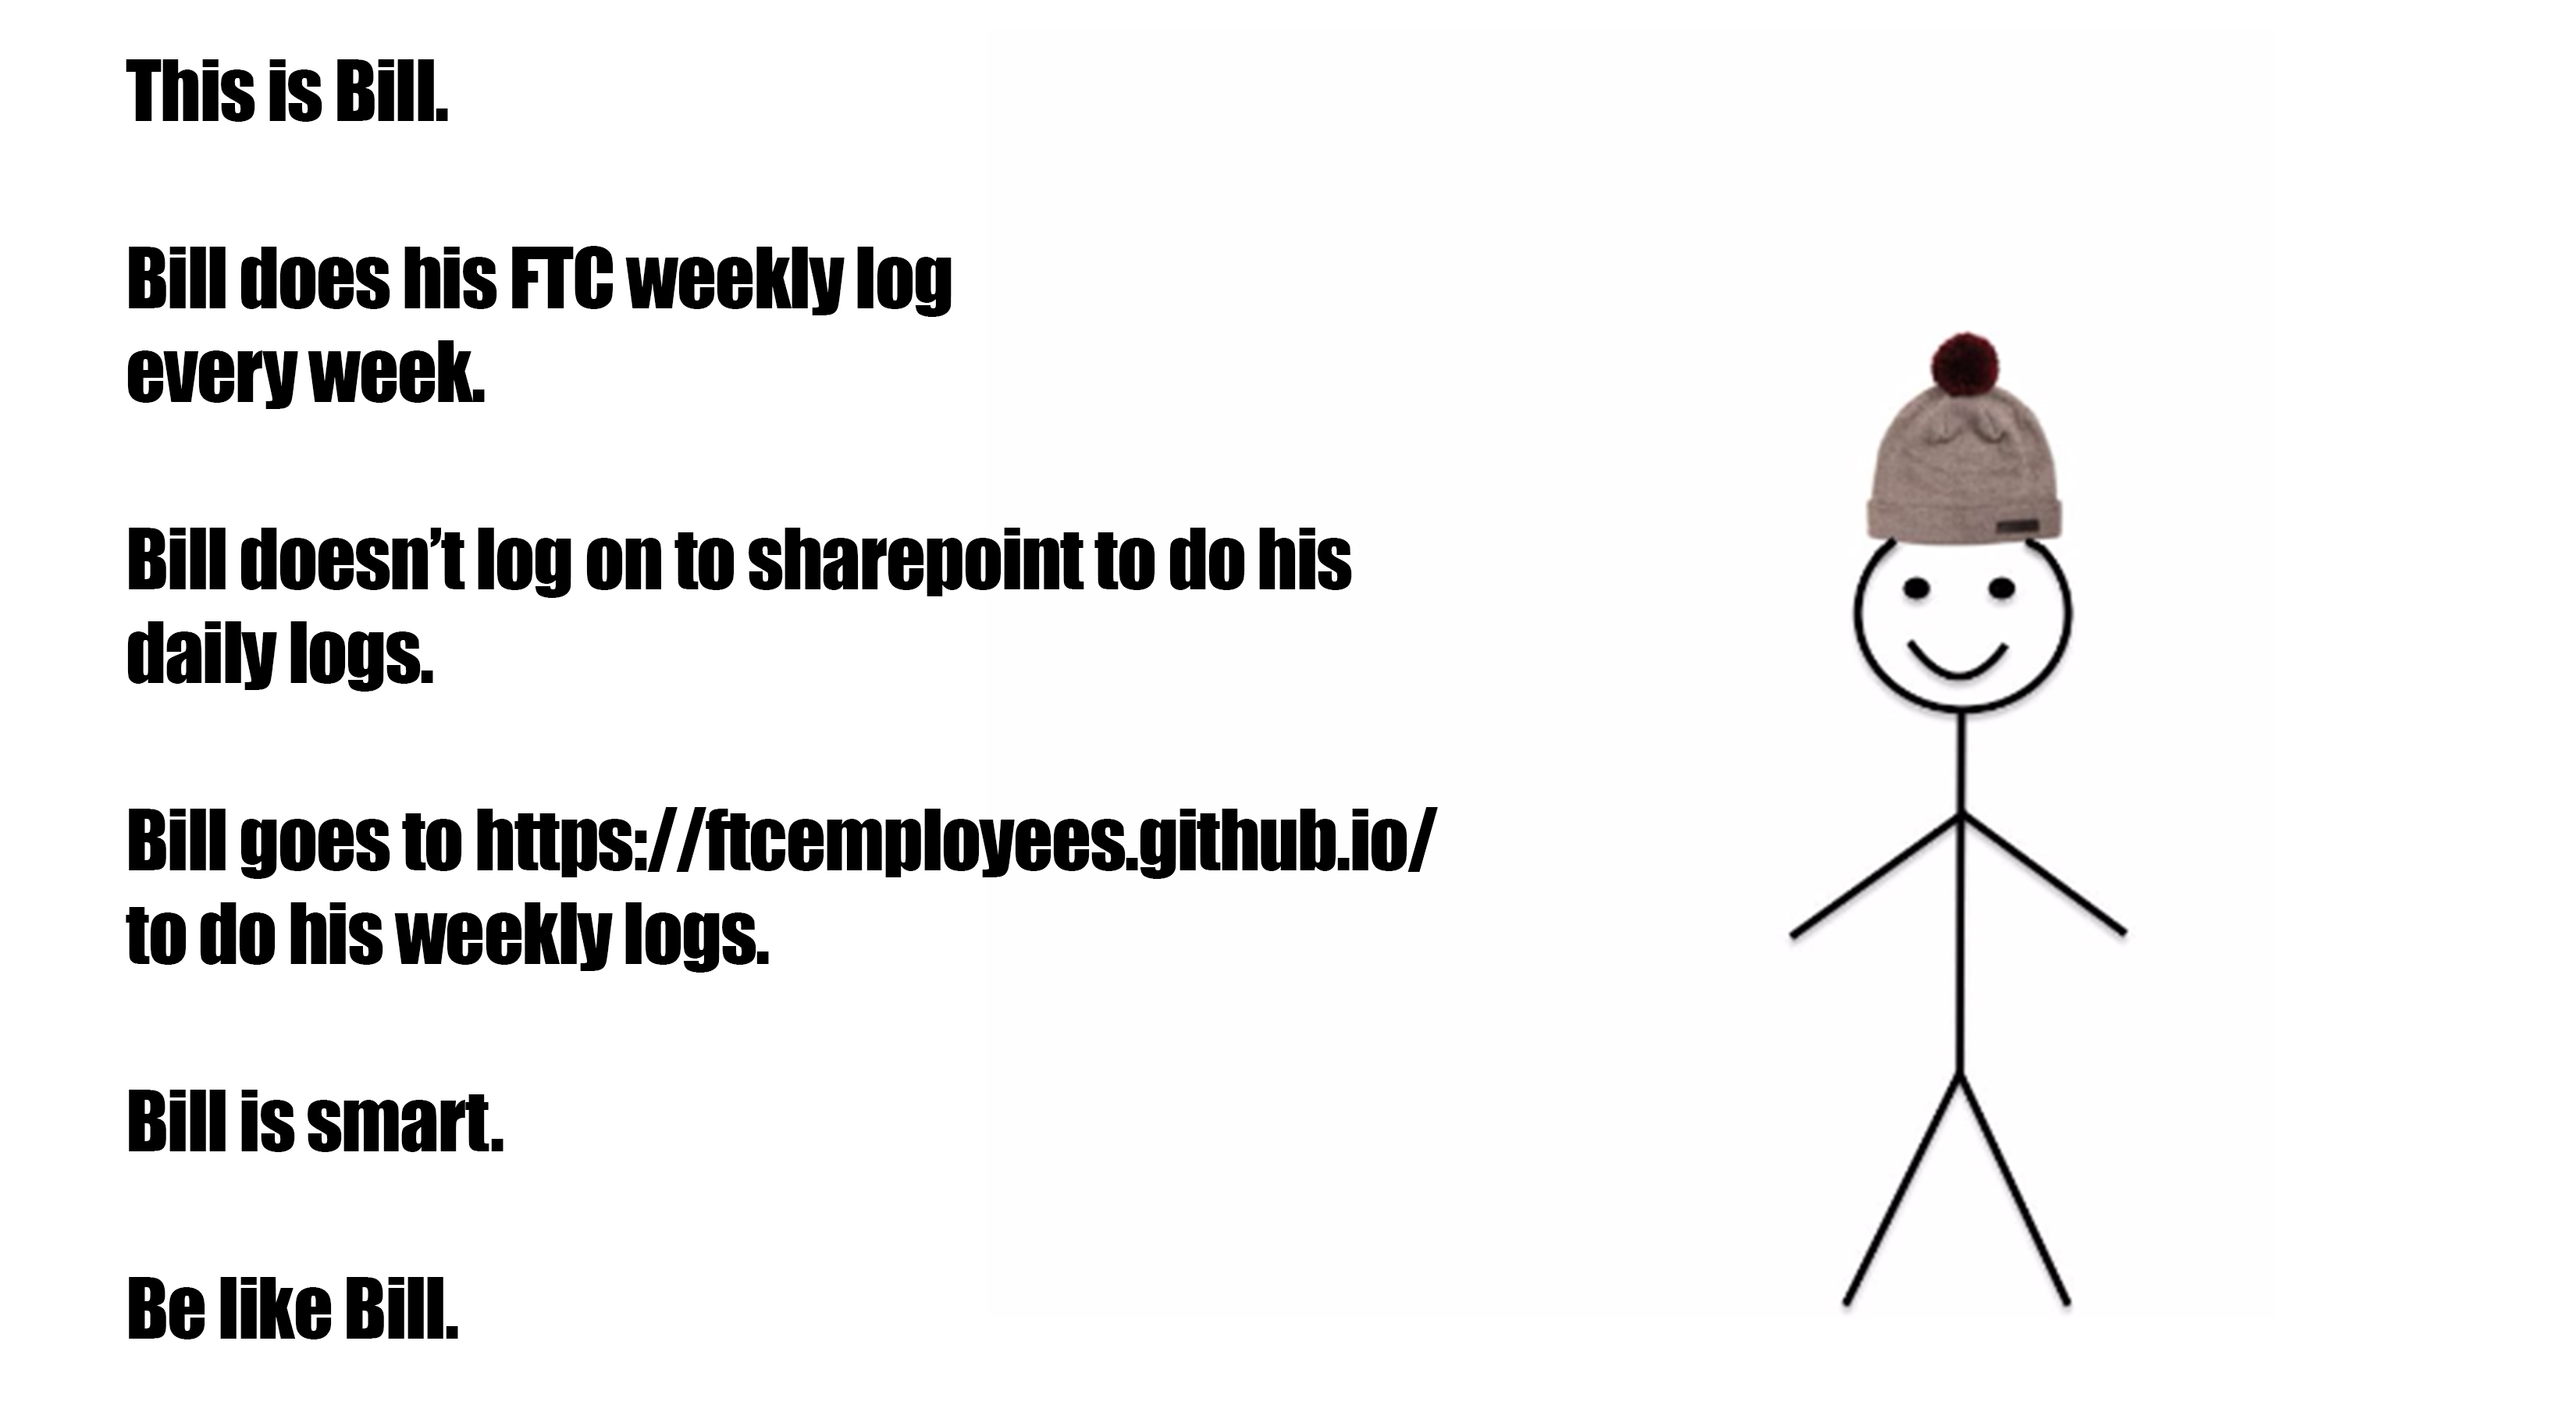 This is Bill.
Bill does his FTC weekly log
every week.
Bill doesn’t log on to sharepoint to do his
daily logs.
Bill goes to https://ftcemployees.github.io/
to do his weekly logs.
Bill is smart.
Be like Bill.